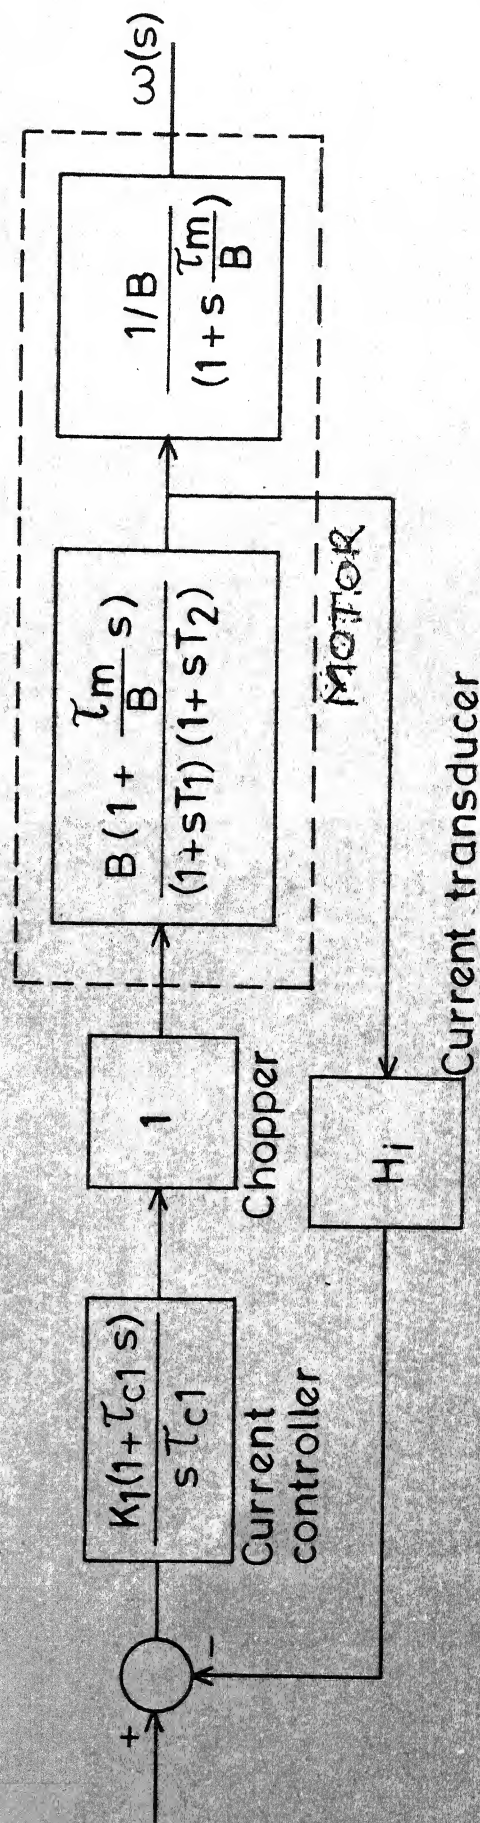 +
-
K1(1+τc1 s)
s τc1
Current
controller
1
Chopper
B(1+ τm/B s)
(1+sT1) (1+sT2)
1/B
(1+s τm/B)
ω(s)
MOTOR
Hi
Current transducer